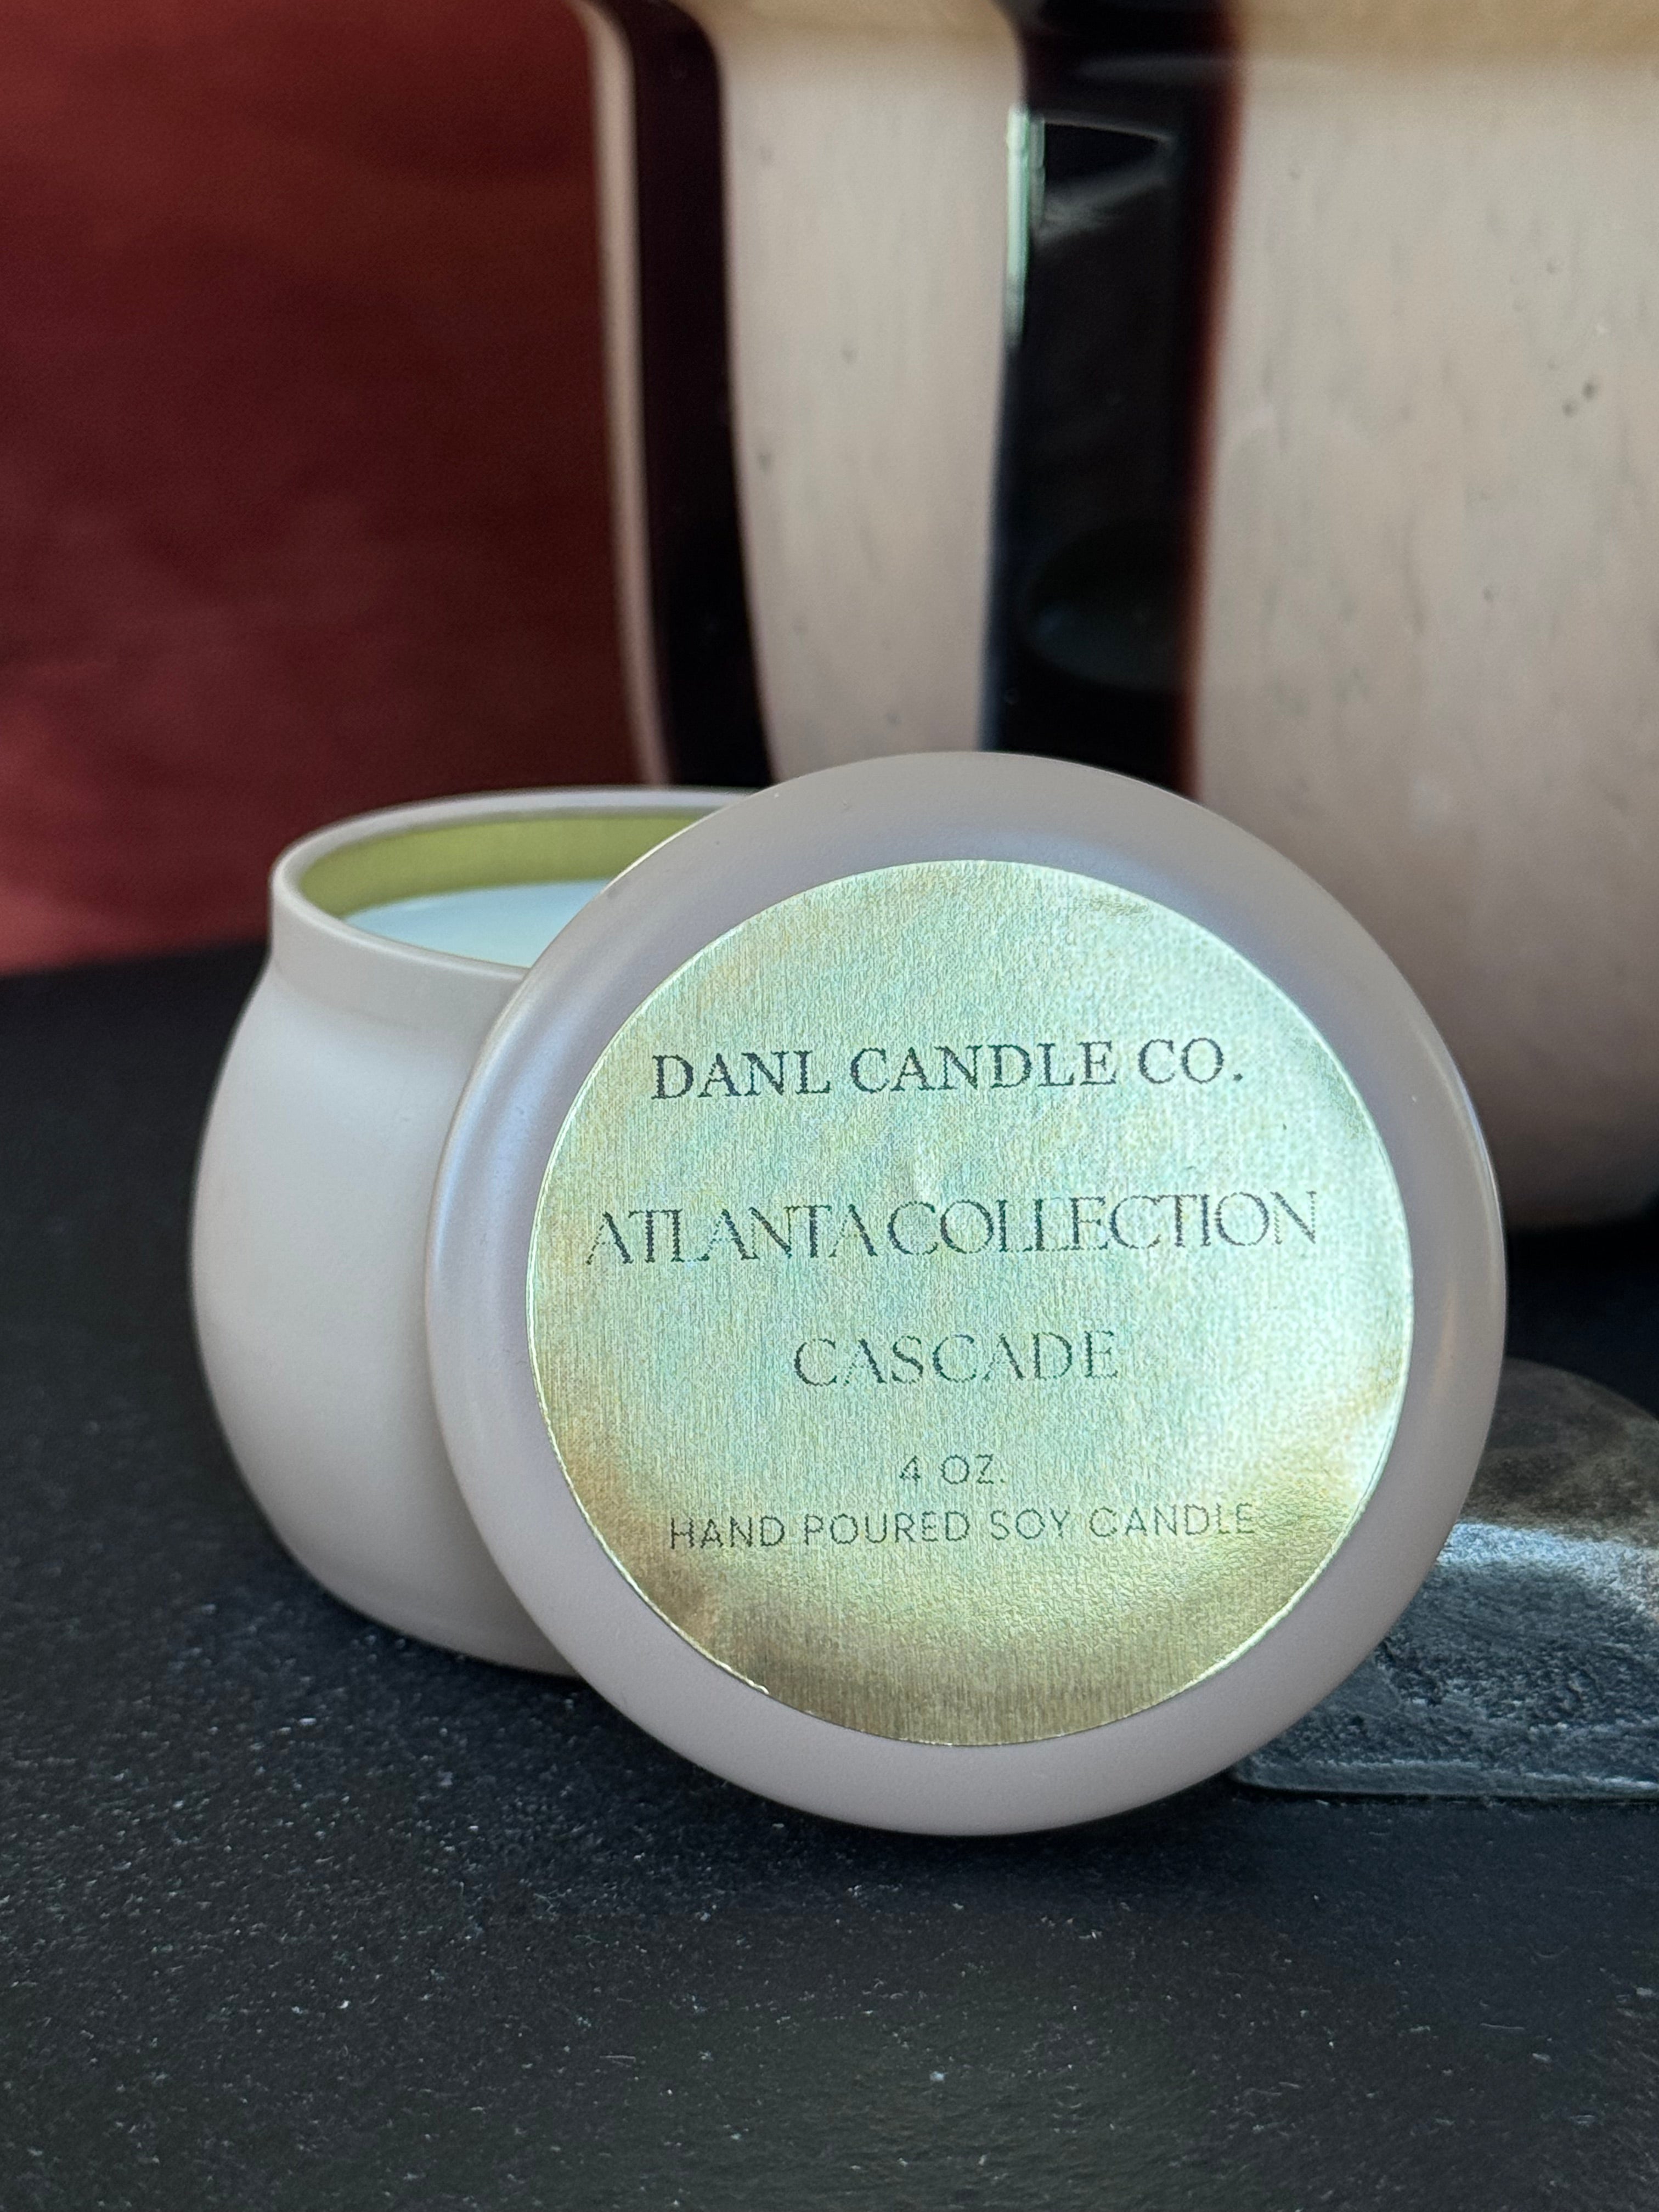 DANL CANDLE CO.
ATLANTA COLLECTION
CASCADE
4 OZ.
HAND POURED SOY CANDLE